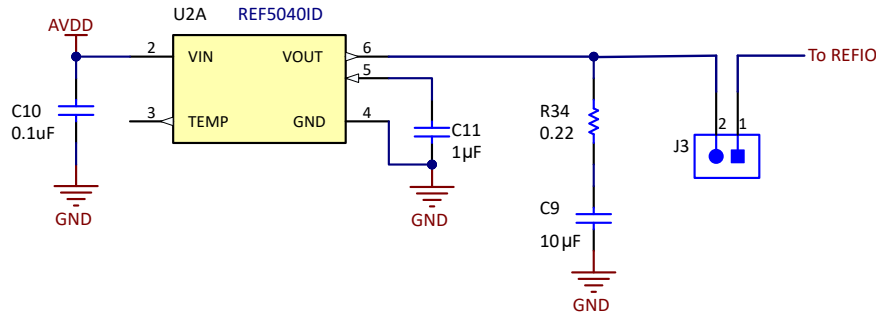 U2A REF5040ID
AVDD
2 VIN VOUT 6
5
3 TEMP GND 4
C10
0.1uF
GND
C11
1µF
GND
R34
0.22
C9
10µF
GND
To REFIO
2 1
J3